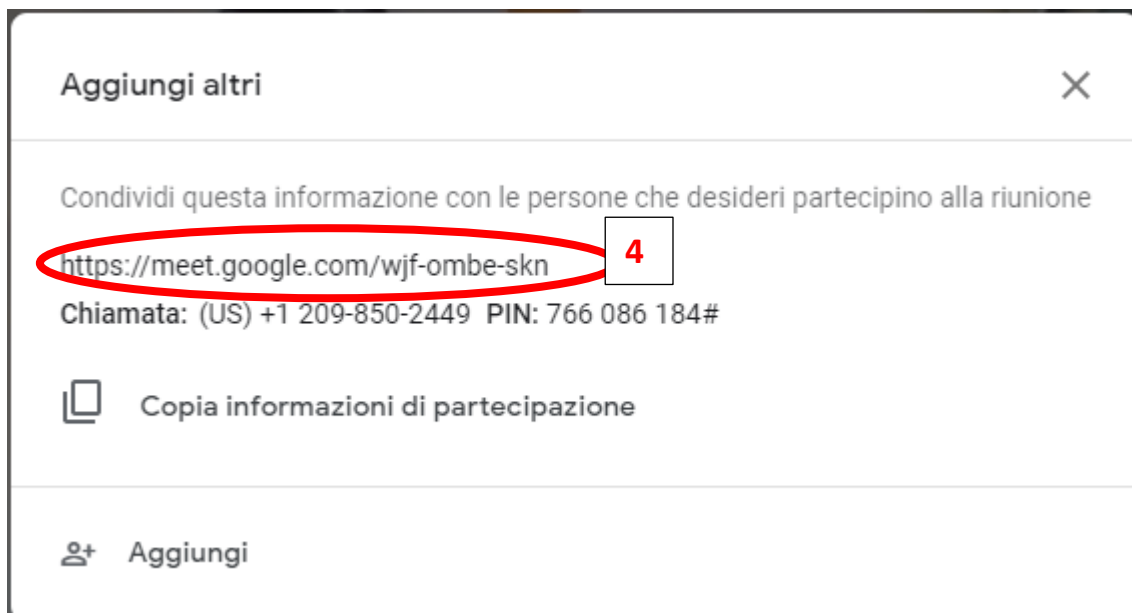 Aggiungi altri
Condividi questa informazione con le persone che desideri partecipino alla riunione
https://meet.google.com/wjf-ombe-skn
4
Chiamata: (US) +1 209-850-2449 PIN: 766 086 184#
Copia informazioni di partecipazione
Aggiungi